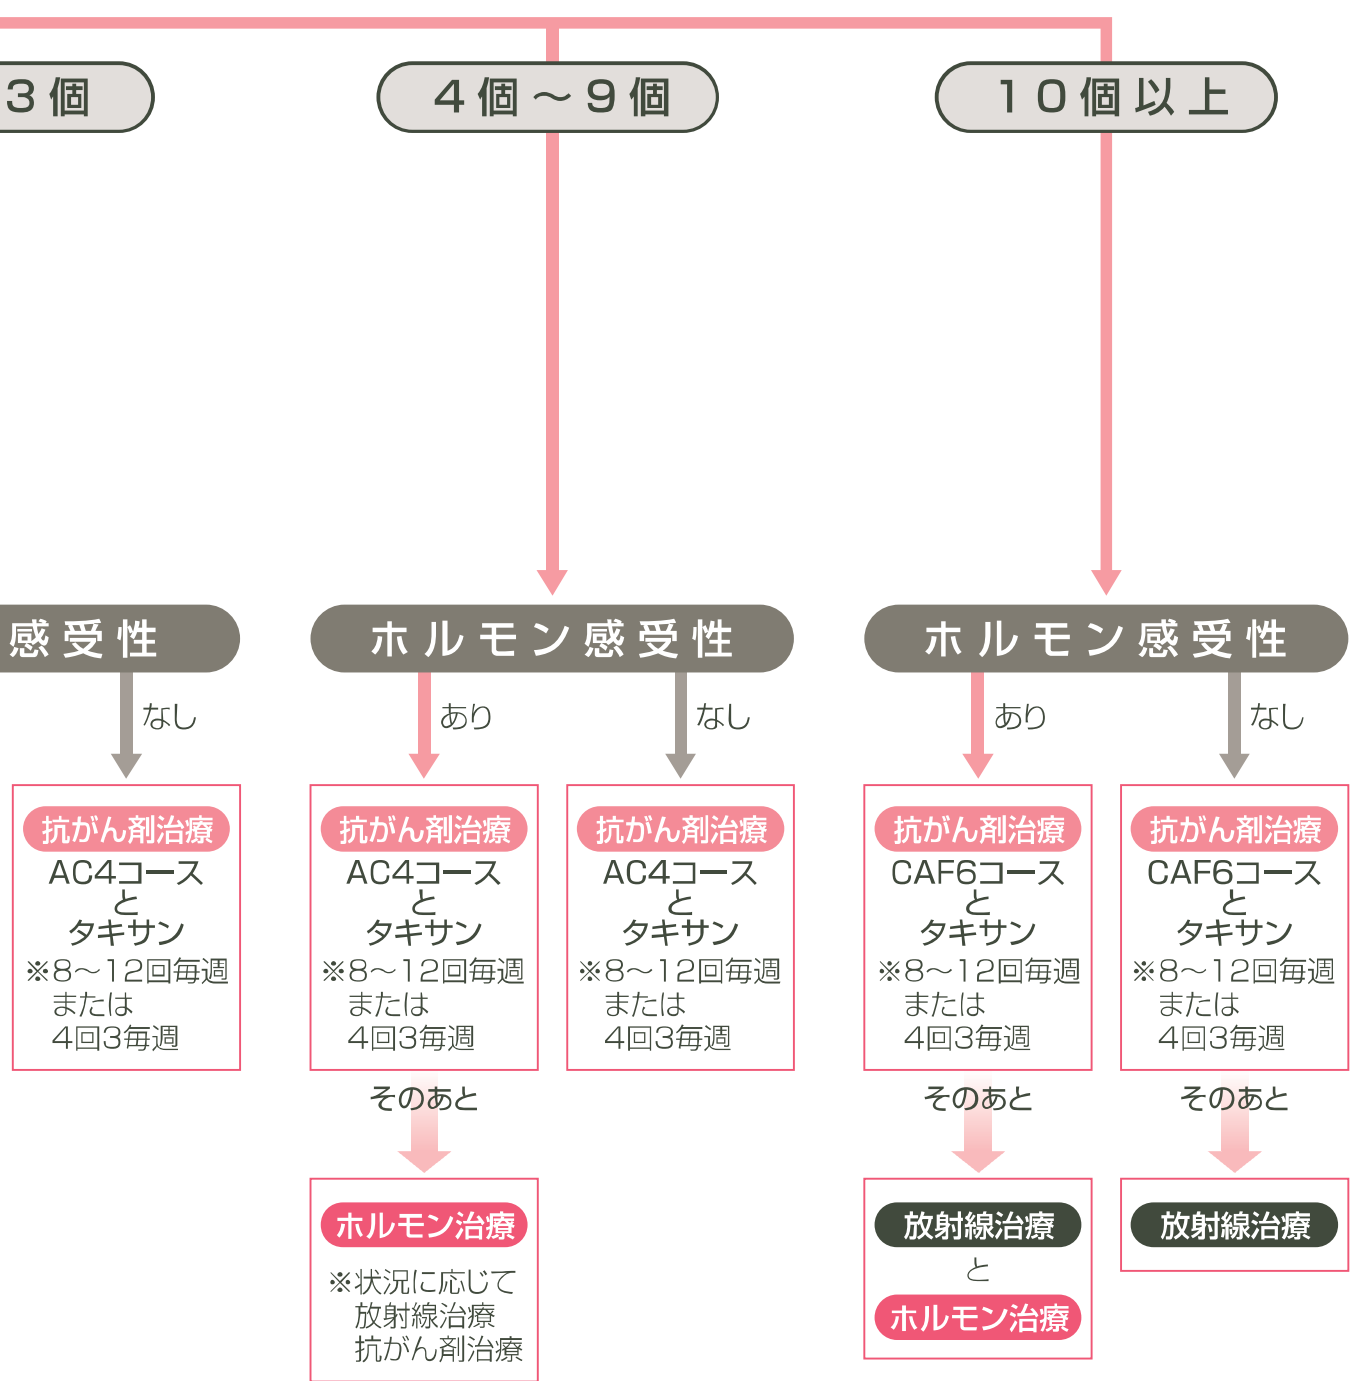 3個
4個～9個
10個以上
感受性
ホルモン感受性
ホルモン感受性
なし
あり
なし
あり
なし
抗がん剤治療
AC4コース
と
タキサン
※8～12回毎週
または
4回3毎週
抗がん剤治療
AC4コース
と
タキサン
※8～12回毎週
または
4回3毎週
そのあと
ホルモン治療
※状況に応じて
放射線治療
抗がん剤治療
抗がん剤治療
AC4コース
と
タキサン
※8～12回毎週
または
4回3毎週
抗がん剤治療
CAF6コース
と
タキサン
※8～12回毎週
または
4回3毎週
そのあと
放射線治療
と
ホルモン治療
抗がん剤治療
CAF6コース
と
タキサン
※8～12回毎週
または
4回3毎週
そのあと
放射線治療